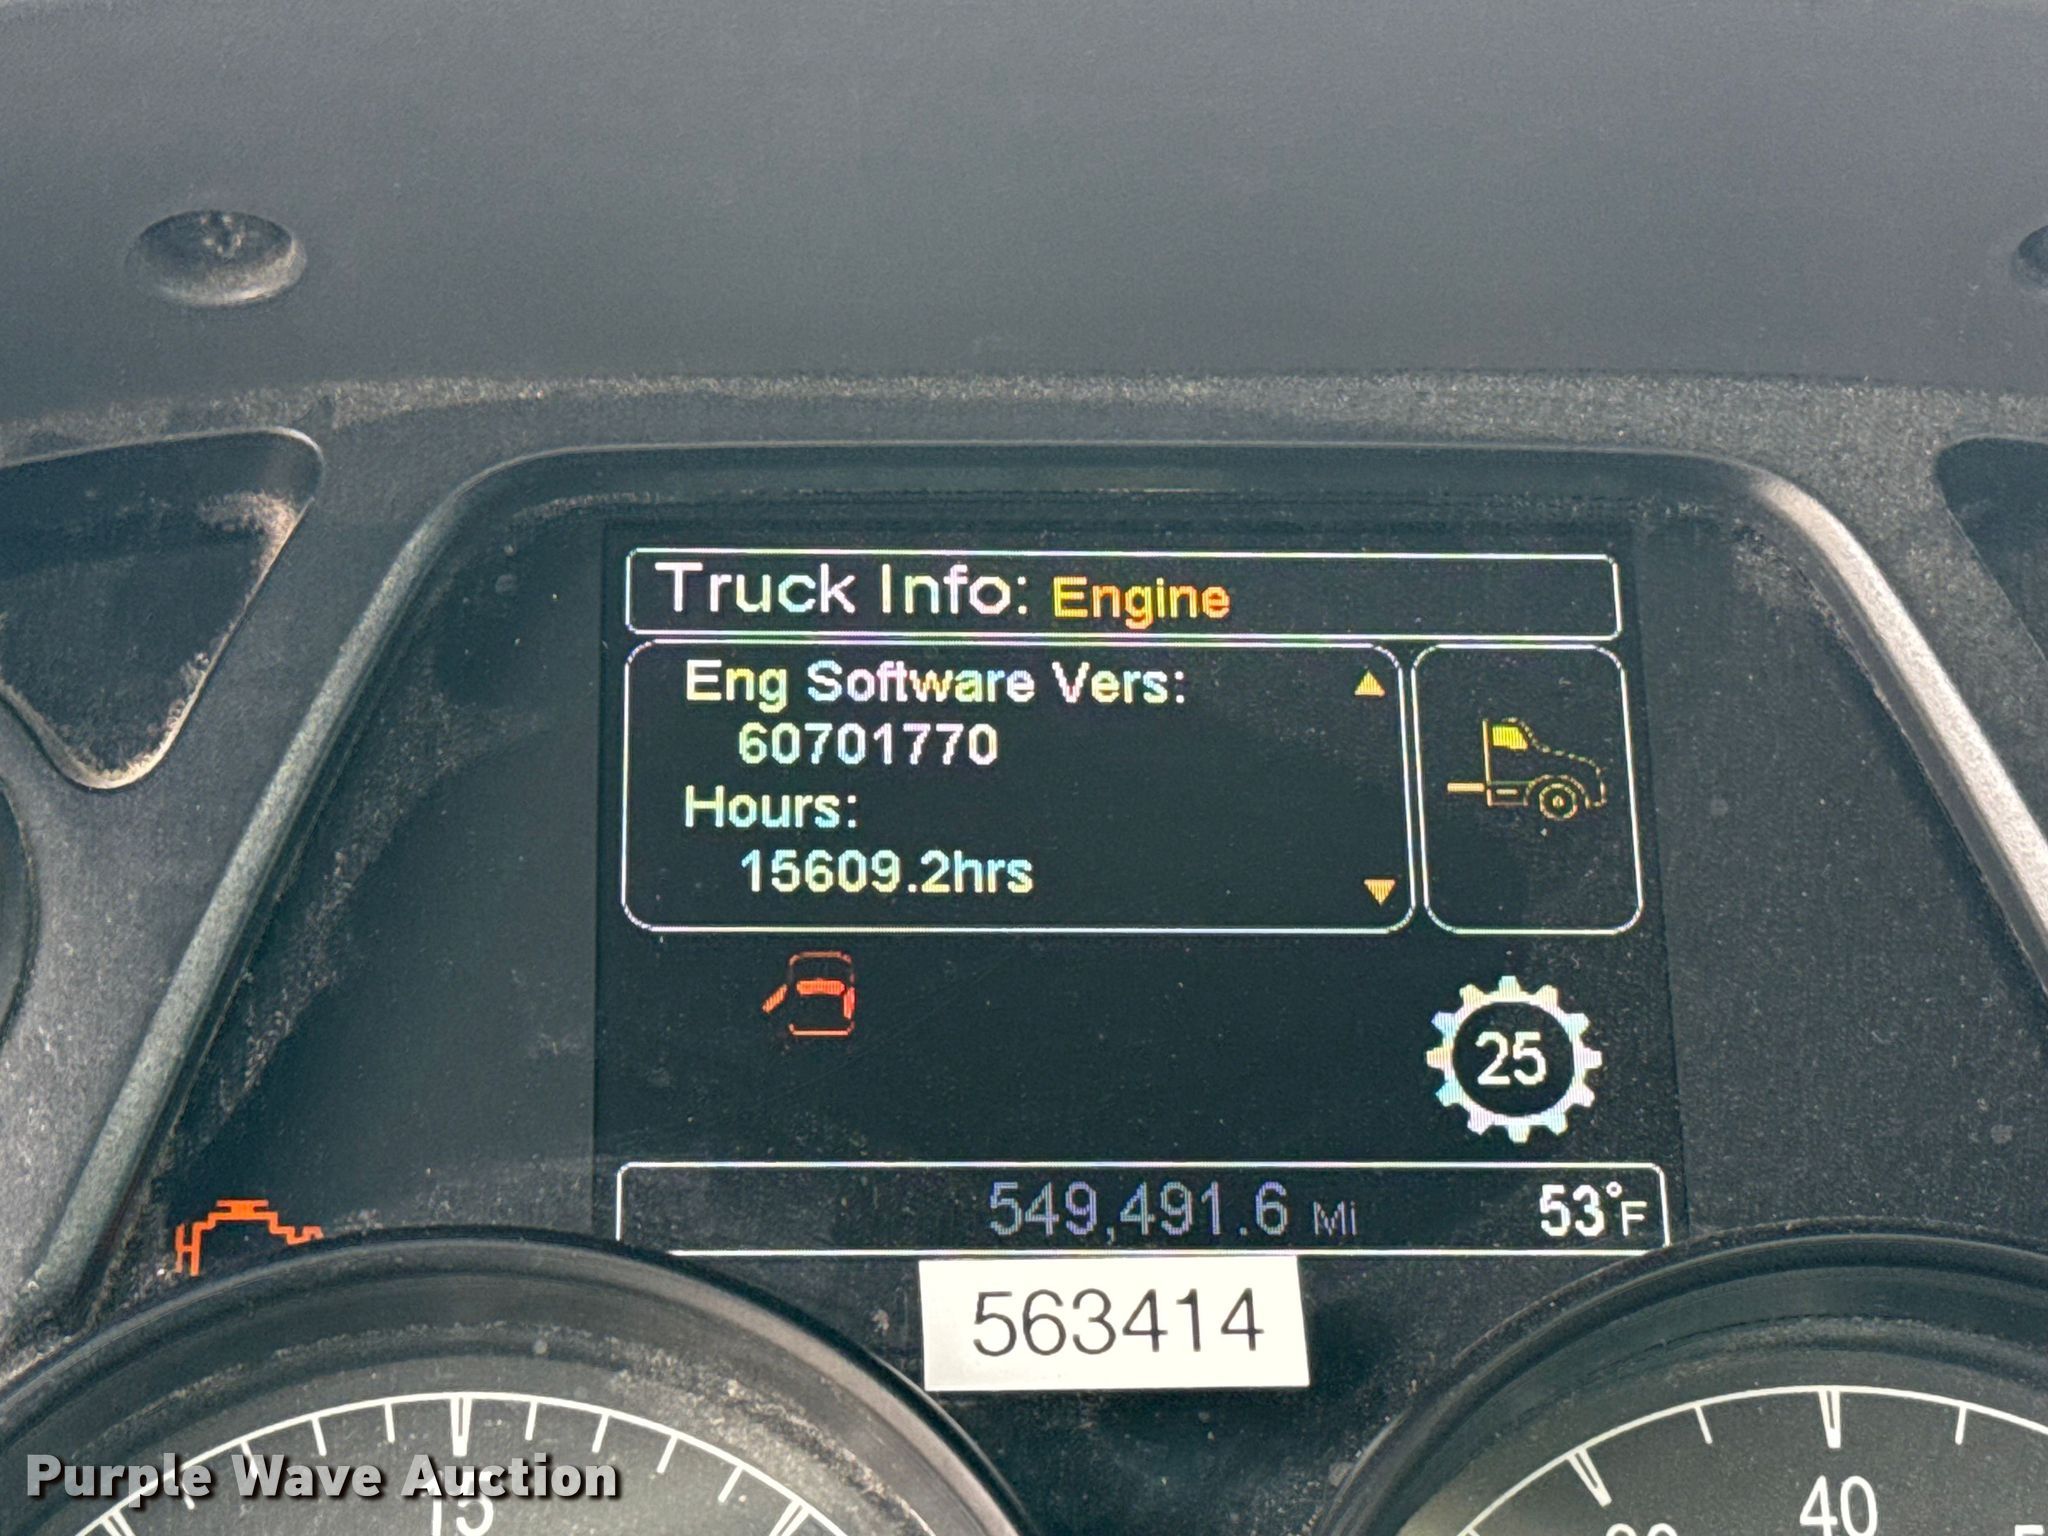 Truck Info: Engine
Eng Software Vers:
60701770
Hours:
15609.2hrs
25
549,491.6 Mi
53°F
563414
15
40
Purple Wave Auction